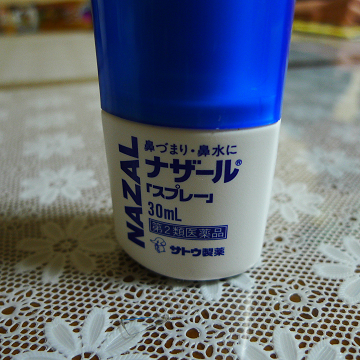 NAZAL
鼻づまり・鼻水に
ナザール®
「スプレー」
30mL
第2類医薬品
サトウ製薬